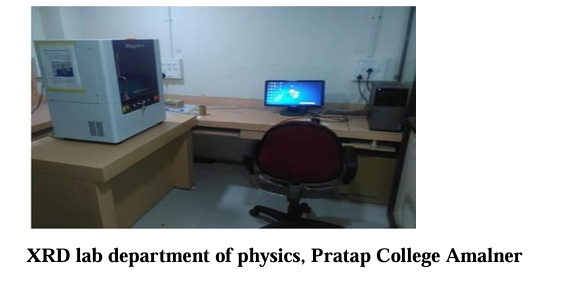 XRD lab department of physics, Pratap College Amalner